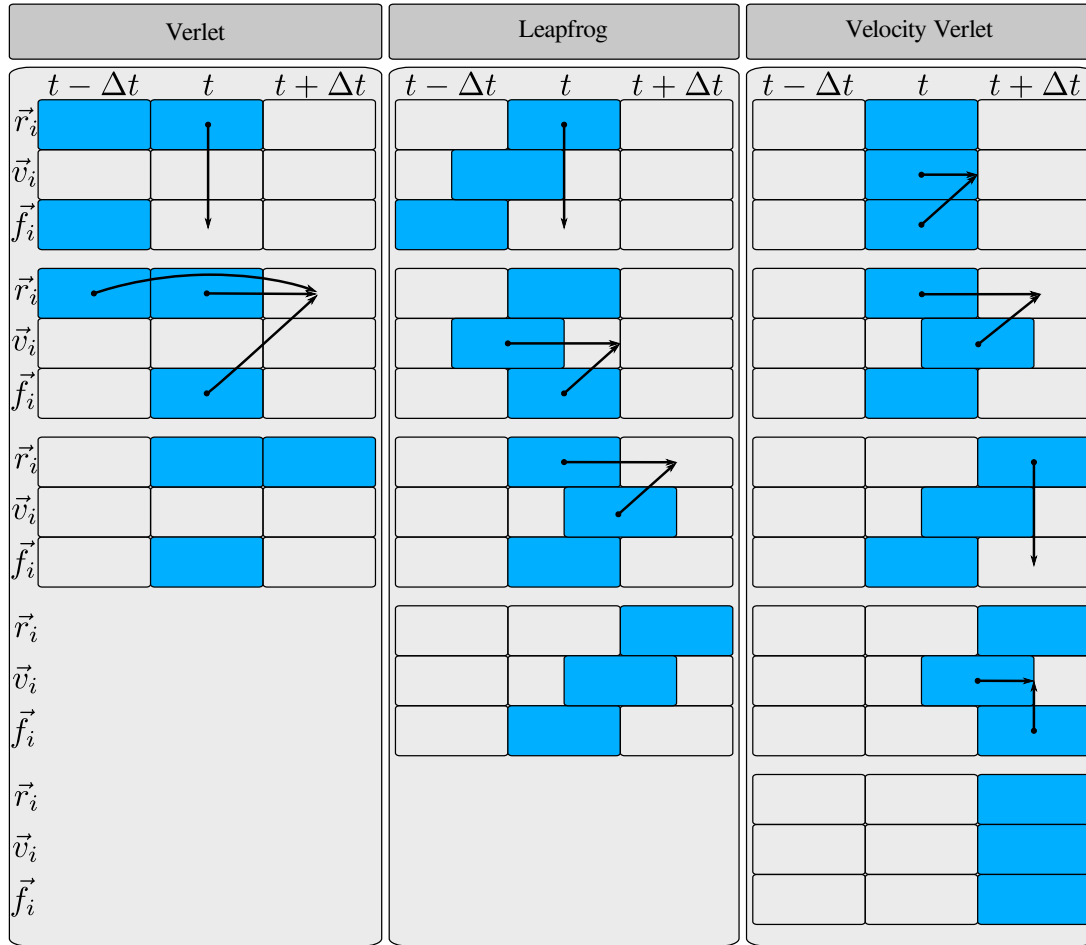 Verlet Leapfrog Velocity Verlet
t − Δt t t + Δt t − Δt t t + Δt t − Δt t t + Δt
r⃗ᵢ
v⃗ᵢ
f⃗ᵢ
r⃗ᵢ
v⃗ᵢ
f⃗ᵢ
r⃗ᵢ
v⃗ᵢ
f⃗ᵢ
r⃗ᵢ
v⃗ᵢ
f⃗ᵢ
r⃗ᵢ
v⃗ᵢ
f⃗ᵢ